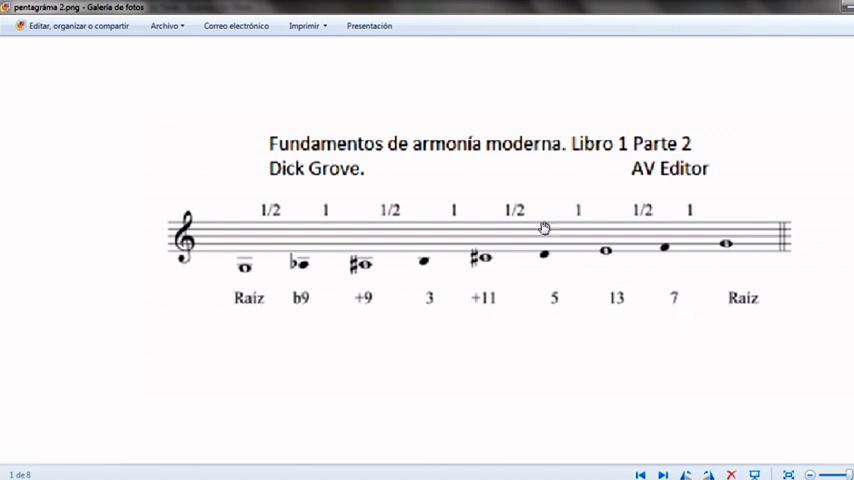 pentagráma 2.png - Galería de fotos
Editar, organizar o compartir Archivo Correo electrónico Imprimir Presentación
Fundamentos de armonía moderna. Libro 1 Parte 2
Dick Grove. AV Editor
1/2 1 1/2 1 1/2 1 1/2 1
Raíz b9 +9 3 +11 5 13 7 Raíz
1 de 8